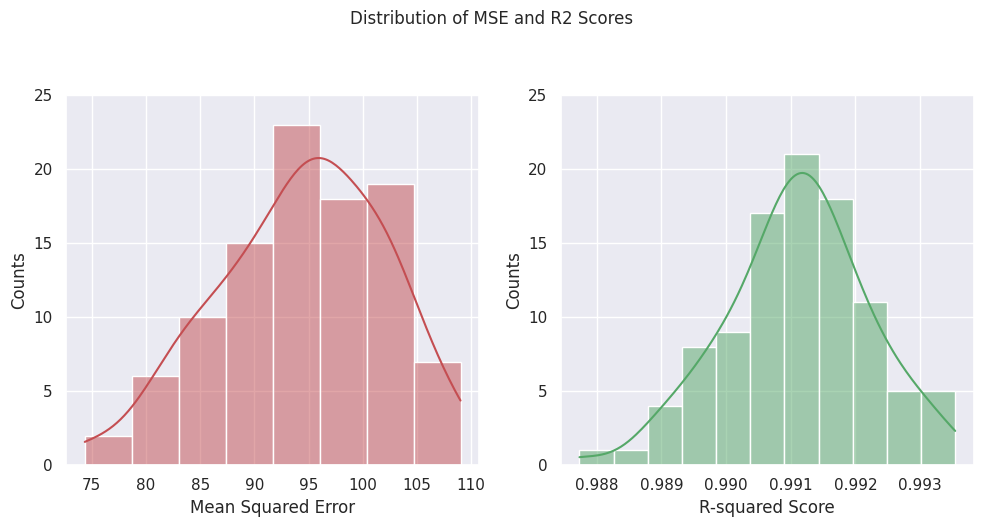 Distribution of MSE and R2 Scores
25
20
15
10
5
0
Counts
75 80 85 90 95 100 105 110
Mean Squared Error
25
20
15
10
5
0
Counts
0.988 0.989 0.990 0.991 0.992 0.993
R-squared Score